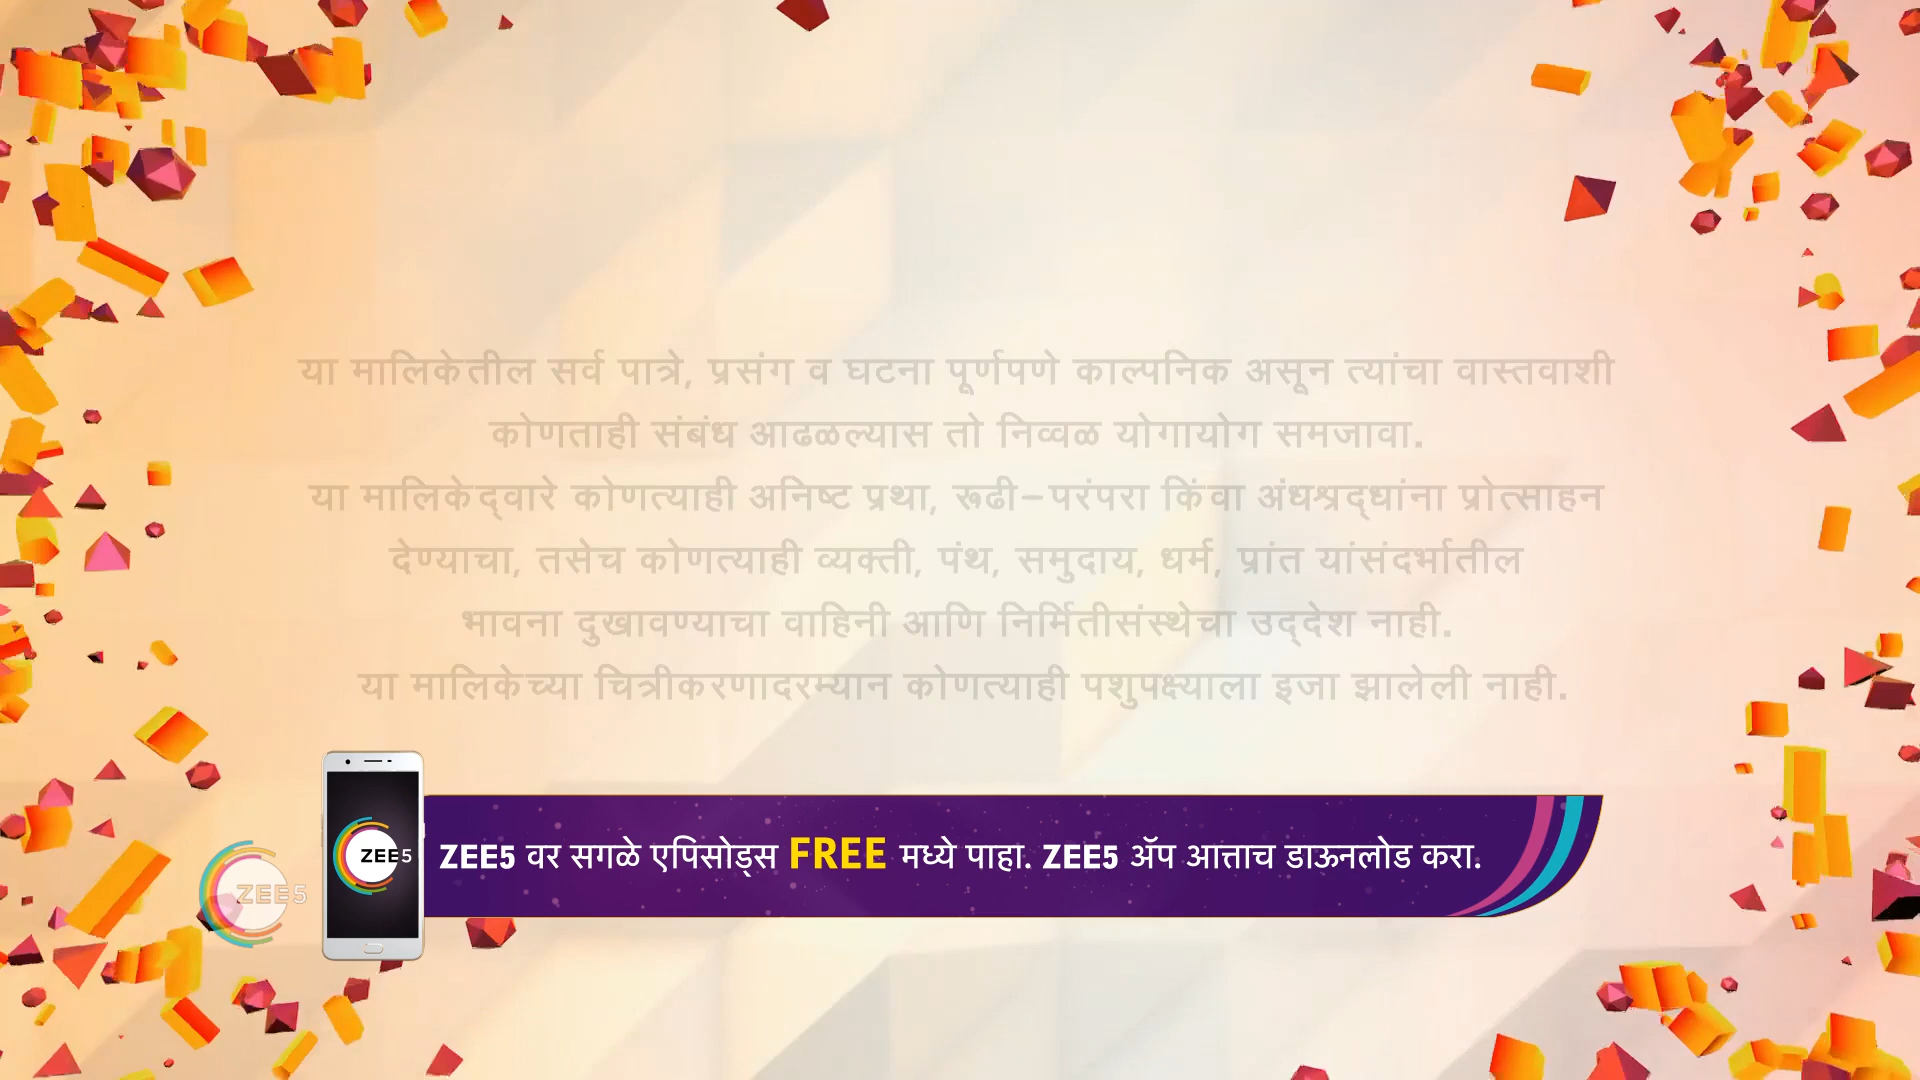 या मालिकेतील सर्व पात्रे, प्रसंग व घटना पूर्णपणे काल्पनिक असून त्यांचा वास्तवाशी
कोणताही संबंध आढळल्यास तो निव्वळ योगायोग समजावा.
या मालिकेद्वारे कोणत्याही अनिष्ट प्रथा, रूढी–परंपरा किंवा अंधश्रद्धांना प्रोत्साहन
देण्याचा, तसेच कोणत्याही व्यक्ती, पंथ, समुदाय, धर्म, प्रांत यांसंदर्भातील
भावना दुखावण्याचा वाहिनी आणि निर्मितीसंस्थेचा उद्देश नाही.
या मालिकेच्या चित्रीकरणादरम्यान कोणत्याही पशुपक्ष्याला इजा झालेली नाही.
ZEE5
ZEE5 वर सगळे एपिसोड्स FREE मध्ये पाहा. ZEE5 ॲप आत्ताच डाऊनलोड करा.
ZEE5